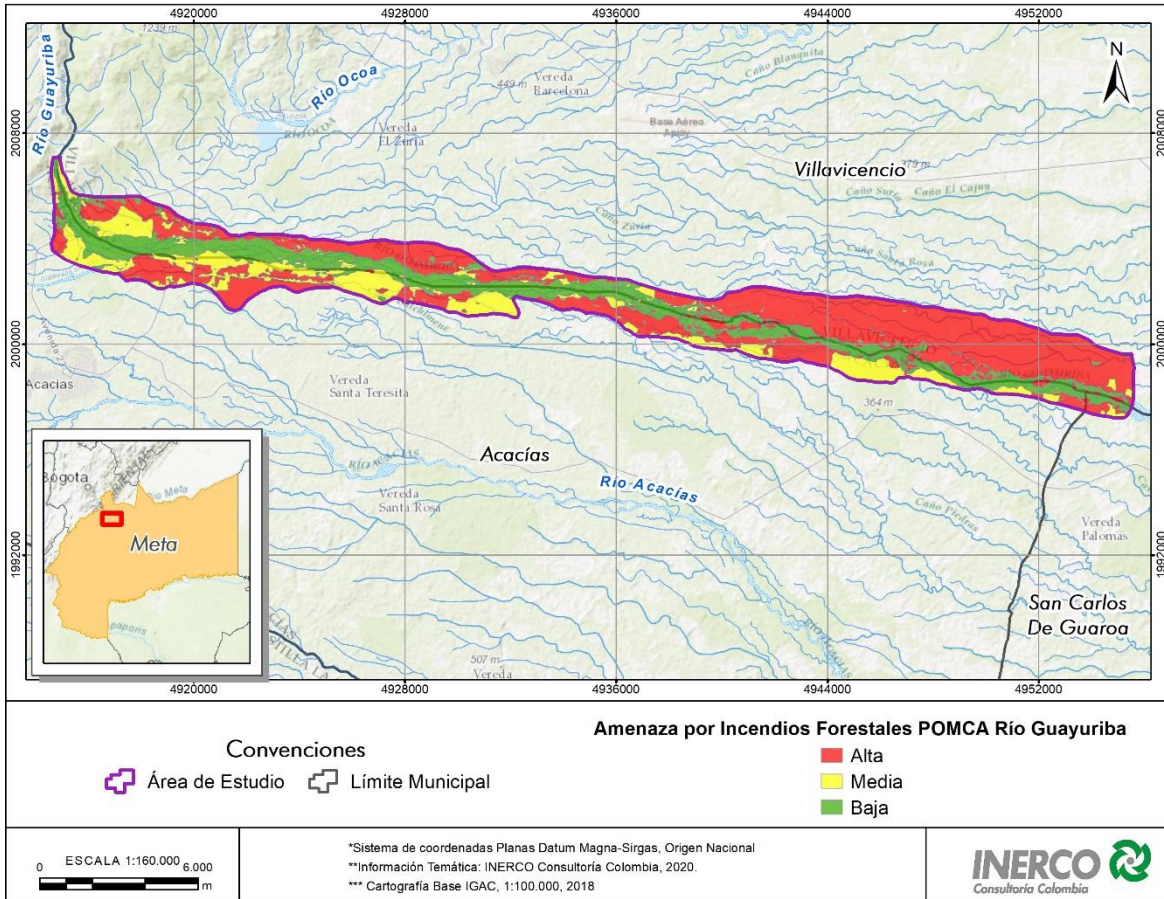 4920000 4928000 4936000 4944000 4952000
1239 m
N
Río Guayuriba
Río Ocoa
449 m
Vereda
Barcelona
Caño Blanquita
2008000
2008000
Vereda
El Zuria
Base Aérea
Apiay
Villavicencio
379 m
Caño Suria
Caño El Cajuy
Caño Zuria
Caño Santa Rosa
VILLAVICENCIO
2000000
2000000
Avenida 2
Acacias
Vereda
Santa Teresita
364 m
Acacías
Río Acacías
Vereda
Santa Rosa
Caño Piedras
Vereda
Palomas
1992000
1992000
Bogota
Meta
San Carlos
De Guaroa
507 m
Vereda
4920000 4928000 4936000 4944000 4952000
Convenciones
Área de Estudio Límite Municipal
Amenaza por Incendios Forestales POMCA Río Guayuriba
Alta
Media
Baja
ESCALA 1:160.000
0 6.000
m
*Sistema de coordenadas Planas Datum Magna-Sirgas, Origen Nacional
**Información Temática: INERCO Consultoría Colombia, 2020.
*** Cartografía Base IGAC, 1:100.000, 2018
INERCO
Consultoría Colombia